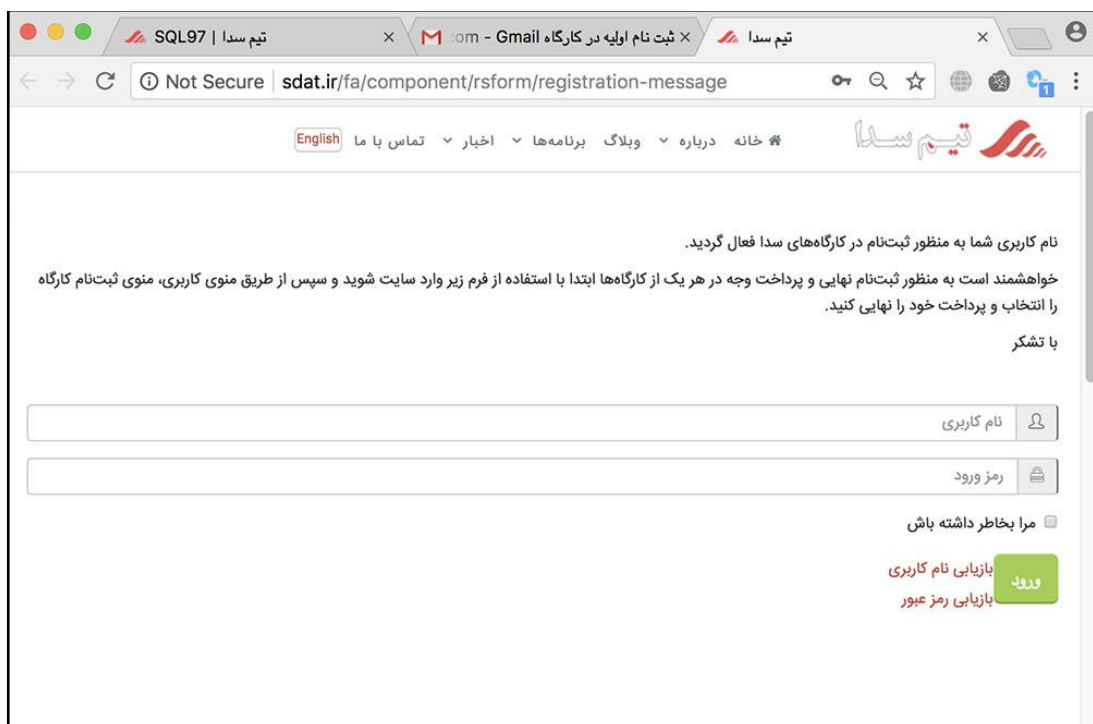 تیم سدا | SQL97
ثبت نام اولیه در کارگاه om - Gmail
تیم سدا
Not Secure | sdat.ir/fa/component/rsform/registration-message
1
تیم سدا
خانه درباره وبلاگ برنامه‌ها اخبار تماس با ما English
نام کاربری شما به منظور ثبت‌نام در کارگاه‌های سدا فعال گردید.
خواهشمند است به منظور ثبت‌نام نهایی و پرداخت وجه در هر یک از کارگاه‌ها ابتدا با استفاده از فرم زیر وارد سایت شوید و سپس از طریق منوی کاربری، منوی ثبت‌نام کارگاه
را انتخاب و پرداخت خود را نهایی کنید.
با تشکر
نام کاربری
رمز ورود
مرا بخاطر داشته باش
ورود
بازیابی نام کاربری
بازیابی رمز عبور